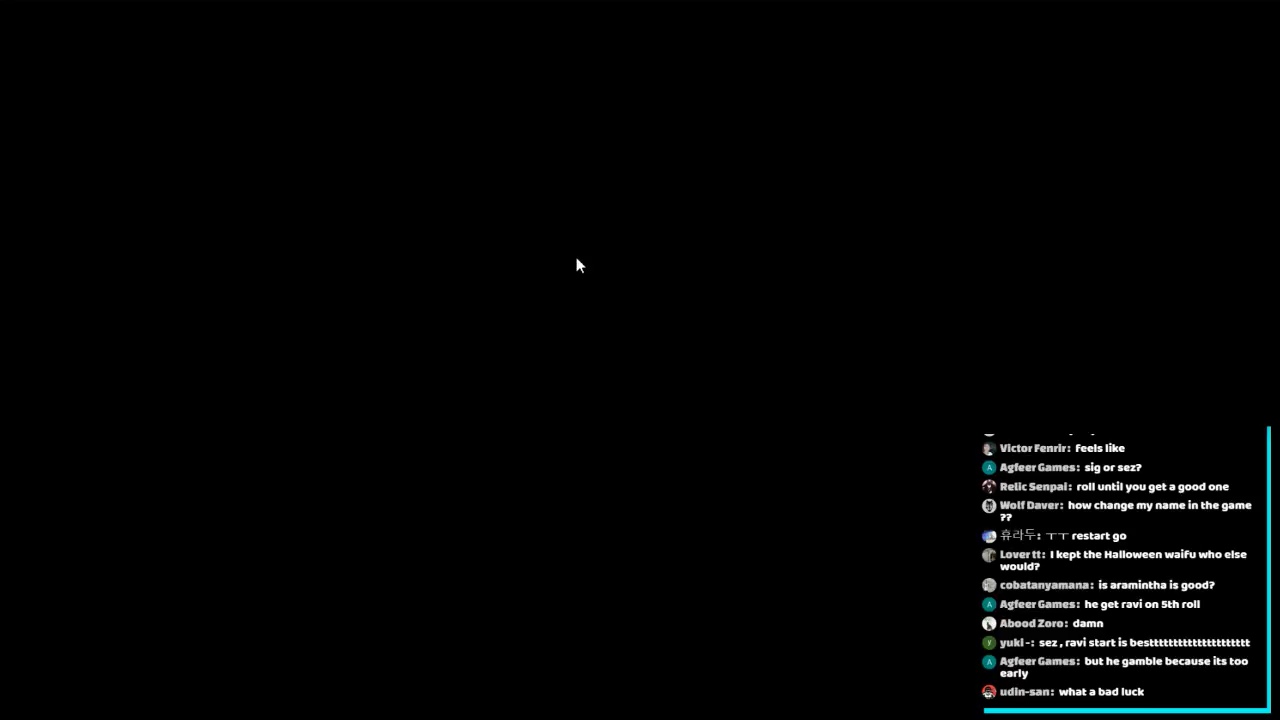 Victor Fenrir: feels like
A Agfeer Games: sig or sez?
Relic Senpai: roll until you get a good one
Wolf Daver: how change my name in the game
??
휴라두: ㅜㅜ restart go
Lover tt: I kept the Halloween waifu who else
would?
cobatanyamana: is aramintha is good?
A Agfeer Games: he get ravi on 5th roll
Abood Zoro: damn
y yuki -: sez , ravi start is bestttttttttttttttttttttt
A Agfeer Games: but he gamble because its too
early
udin-san: what a bad luck